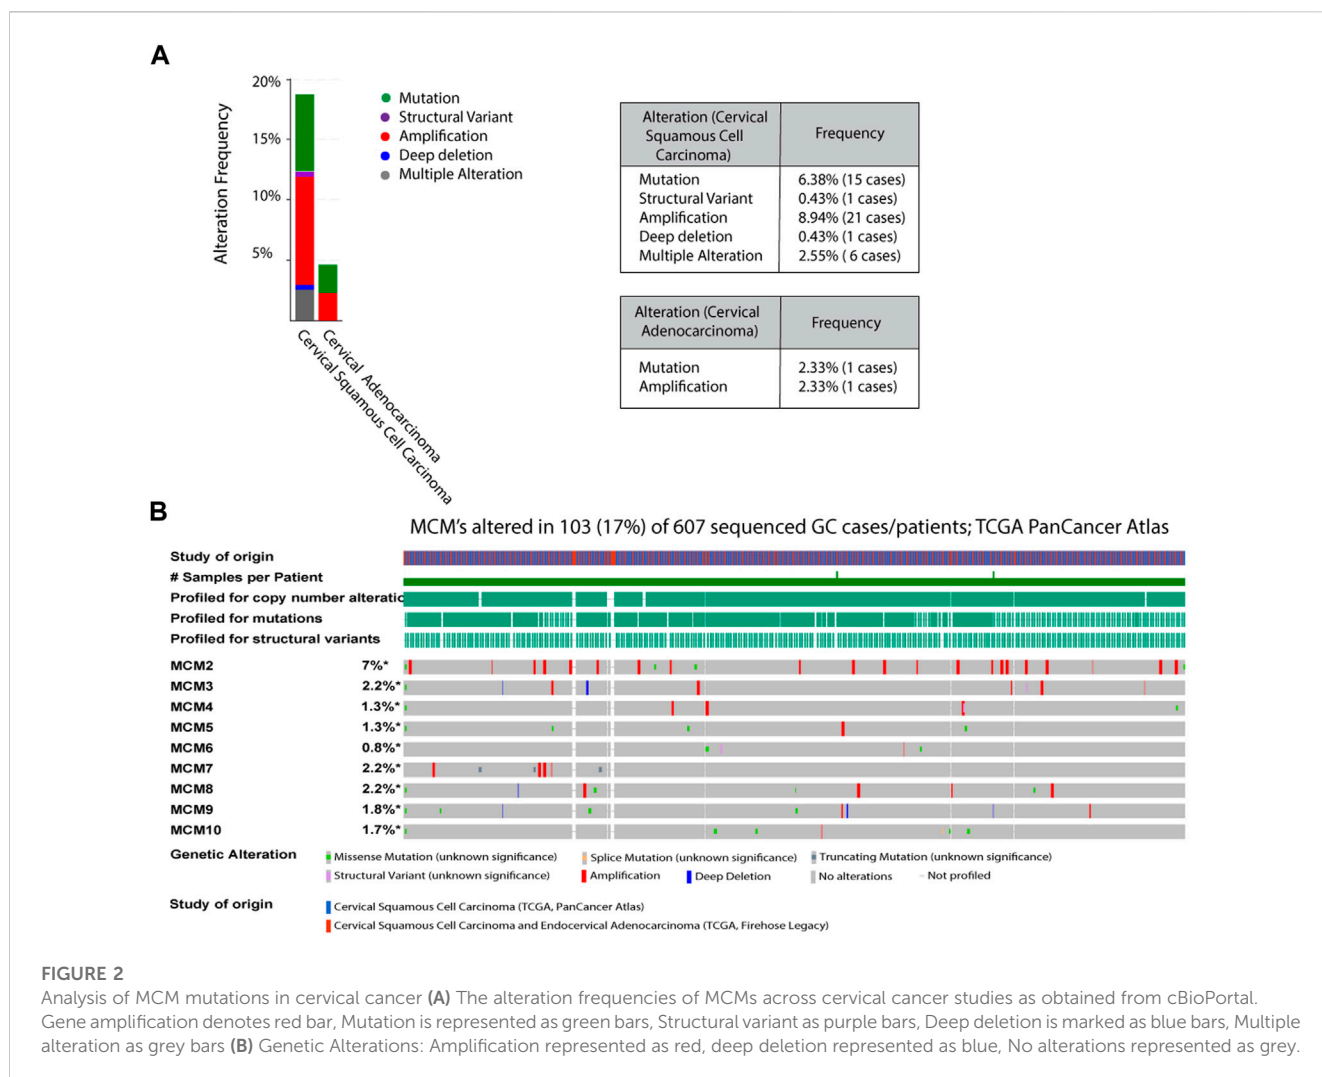 A
20%
15%
10%
5%
Alteration Frequency
Mutation
Structural Variant
Amplification
Deep deletion
Multiple Alteration
Cervical Squamous Cell Carcinoma
Cervical Adenocarcinoma
Alteration (Cervical Squamous Cell Carcinoma) Frequency
Mutation 6.38% (15 cases)
Structural Variant 0.43% (1 cases)
Amplification 8.94% (21 cases)
Deep deletion 0.43% (1 cases)
Multiple Alteration 2.55% ( 6 cases)
Alteration (Cervical Adenocarcinoma) Frequency
Mutation 2.33% (1 cases)
Amplification 2.33% (1 cases)
B
MCM's altered in 103 (17%) of 607 sequenced GC cases/patients; TCGA PanCancer Atlas
Study of origin
# Samples per Patient
Profiled for copy number alteratio
Profiled for mutations
Profiled for structural variants
MCM2 7%*
MCM3 2.2%*
MCM4 1.3%*
MCM5 1.3%*
MCM6 0.8%*
MCM7 2.2%*
MCM8 2.2%*
MCM9 1.8%*
MCM10 1.7%*
Genetic Alteration Missense Mutation (unknown significance) Splice Mutation (unknown significance) Truncating Mutation (unknown significance)
Structural Variant (unknown significance) Amplification Deep Deletion No alterations Not profiled
Study of origin Cervical Squamous Cell Carcinoma (TCGA, PanCancer Atlas)
Cervical Squamous Cell Carcinoma and Endocervical Adenocarcinoma (TCGA, Firehose Legacy)
FIGURE 2
Analysis of MCM mutations in cervical cancer (A) The alteration frequencies of MCMs across cervical cancer studies as obtained from cBioPortal.
Gene amplification denotes red bar, Mutation is represented as green bars, Structural variant as purple bars, Deep deletion is marked as blue bars, Multiple
alteration as grey bars (B) Genetic Alterations: Amplification represented as red, deep deletion represented as blue, No alterations represented as grey.